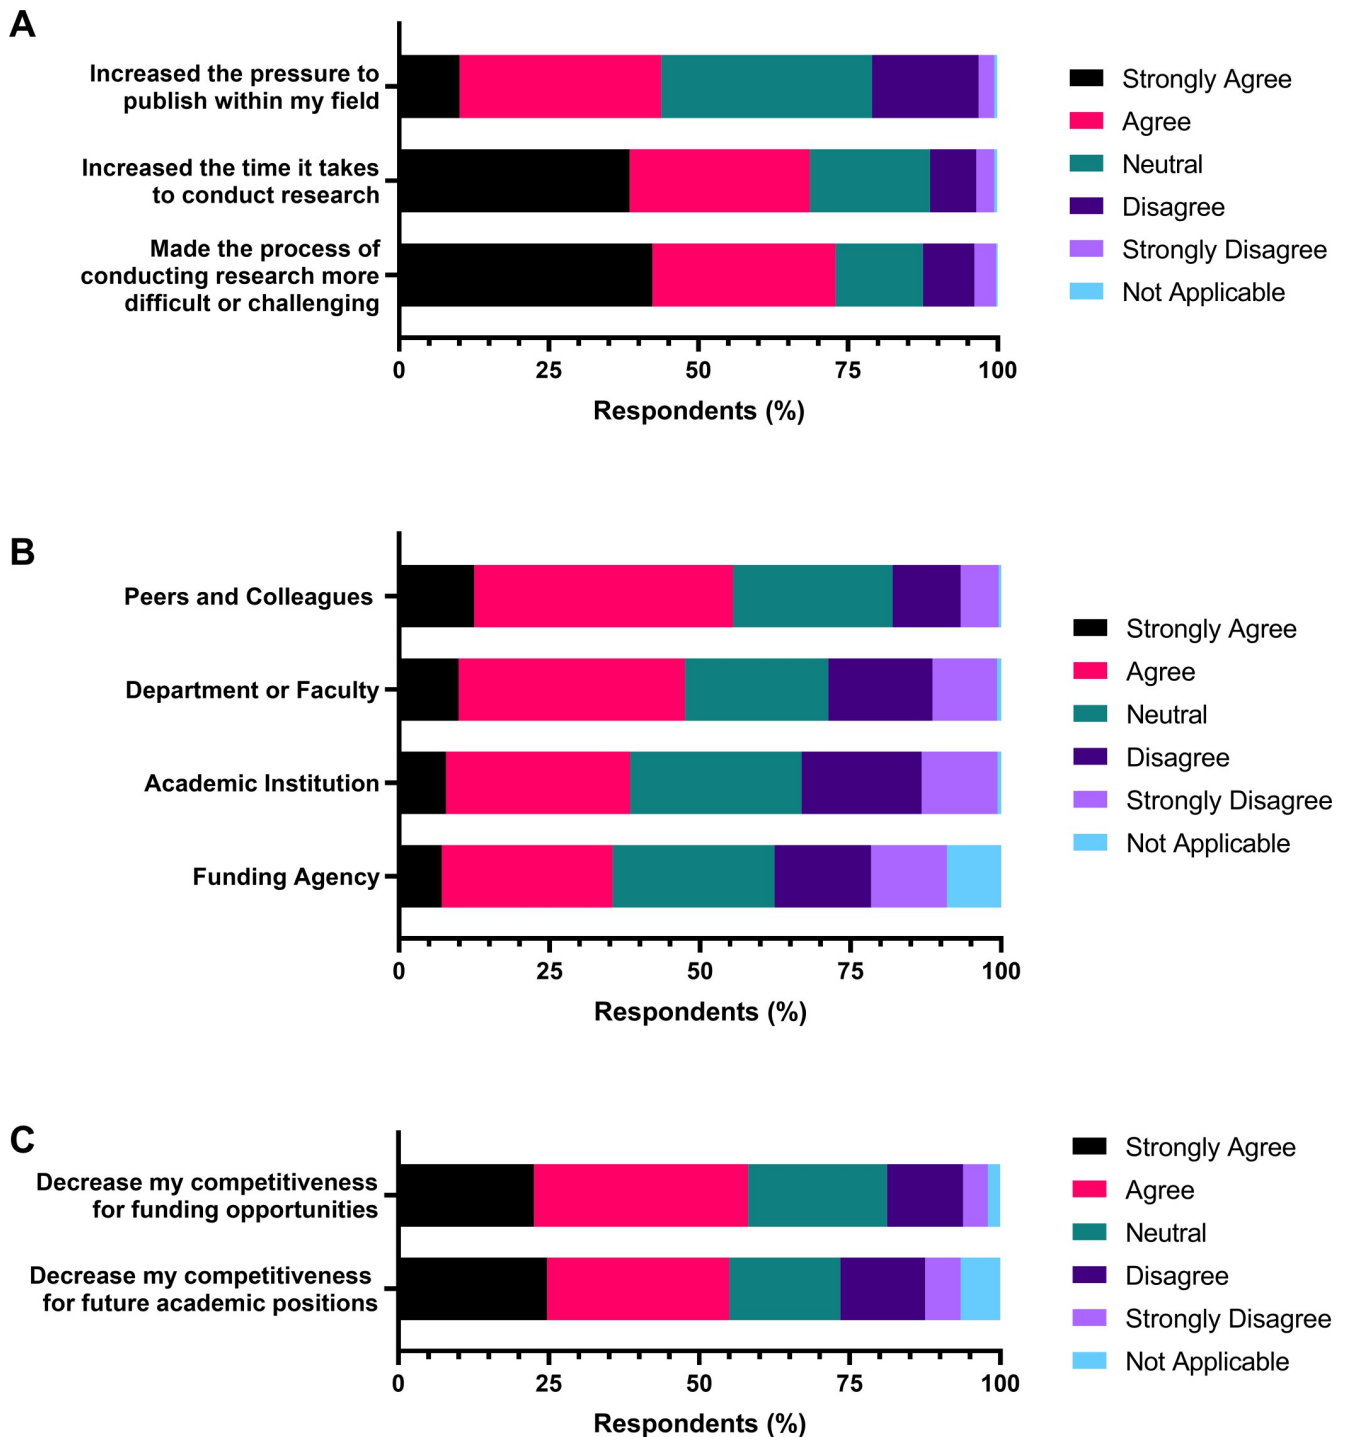 A
Increased the pressure to
publish within my field
Increased the time it takes
to conduct research
Made the process of
conducting research more
difficult or challenging
0 25 50 75 100
Respondents (%)
Strongly Agree
Agree
Neutral
Disagree
Strongly Disagree
Not Applicable
B
Peers and Colleagues
Department or Faculty
Academic Institution
Funding Agency
0 25 50 75 100
Respondents (%)
Strongly Agree
Agree
Neutral
Disagree
Strongly Disagree
Not Applicable
C
Decrease my competitiveness
for funding opportunities
Decrease my competitiveness
for future academic positions
0 25 50 75 100
Respondents (%)
Strongly Agree
Agree
Neutral
Disagree
Strongly Disagree
Not Applicable